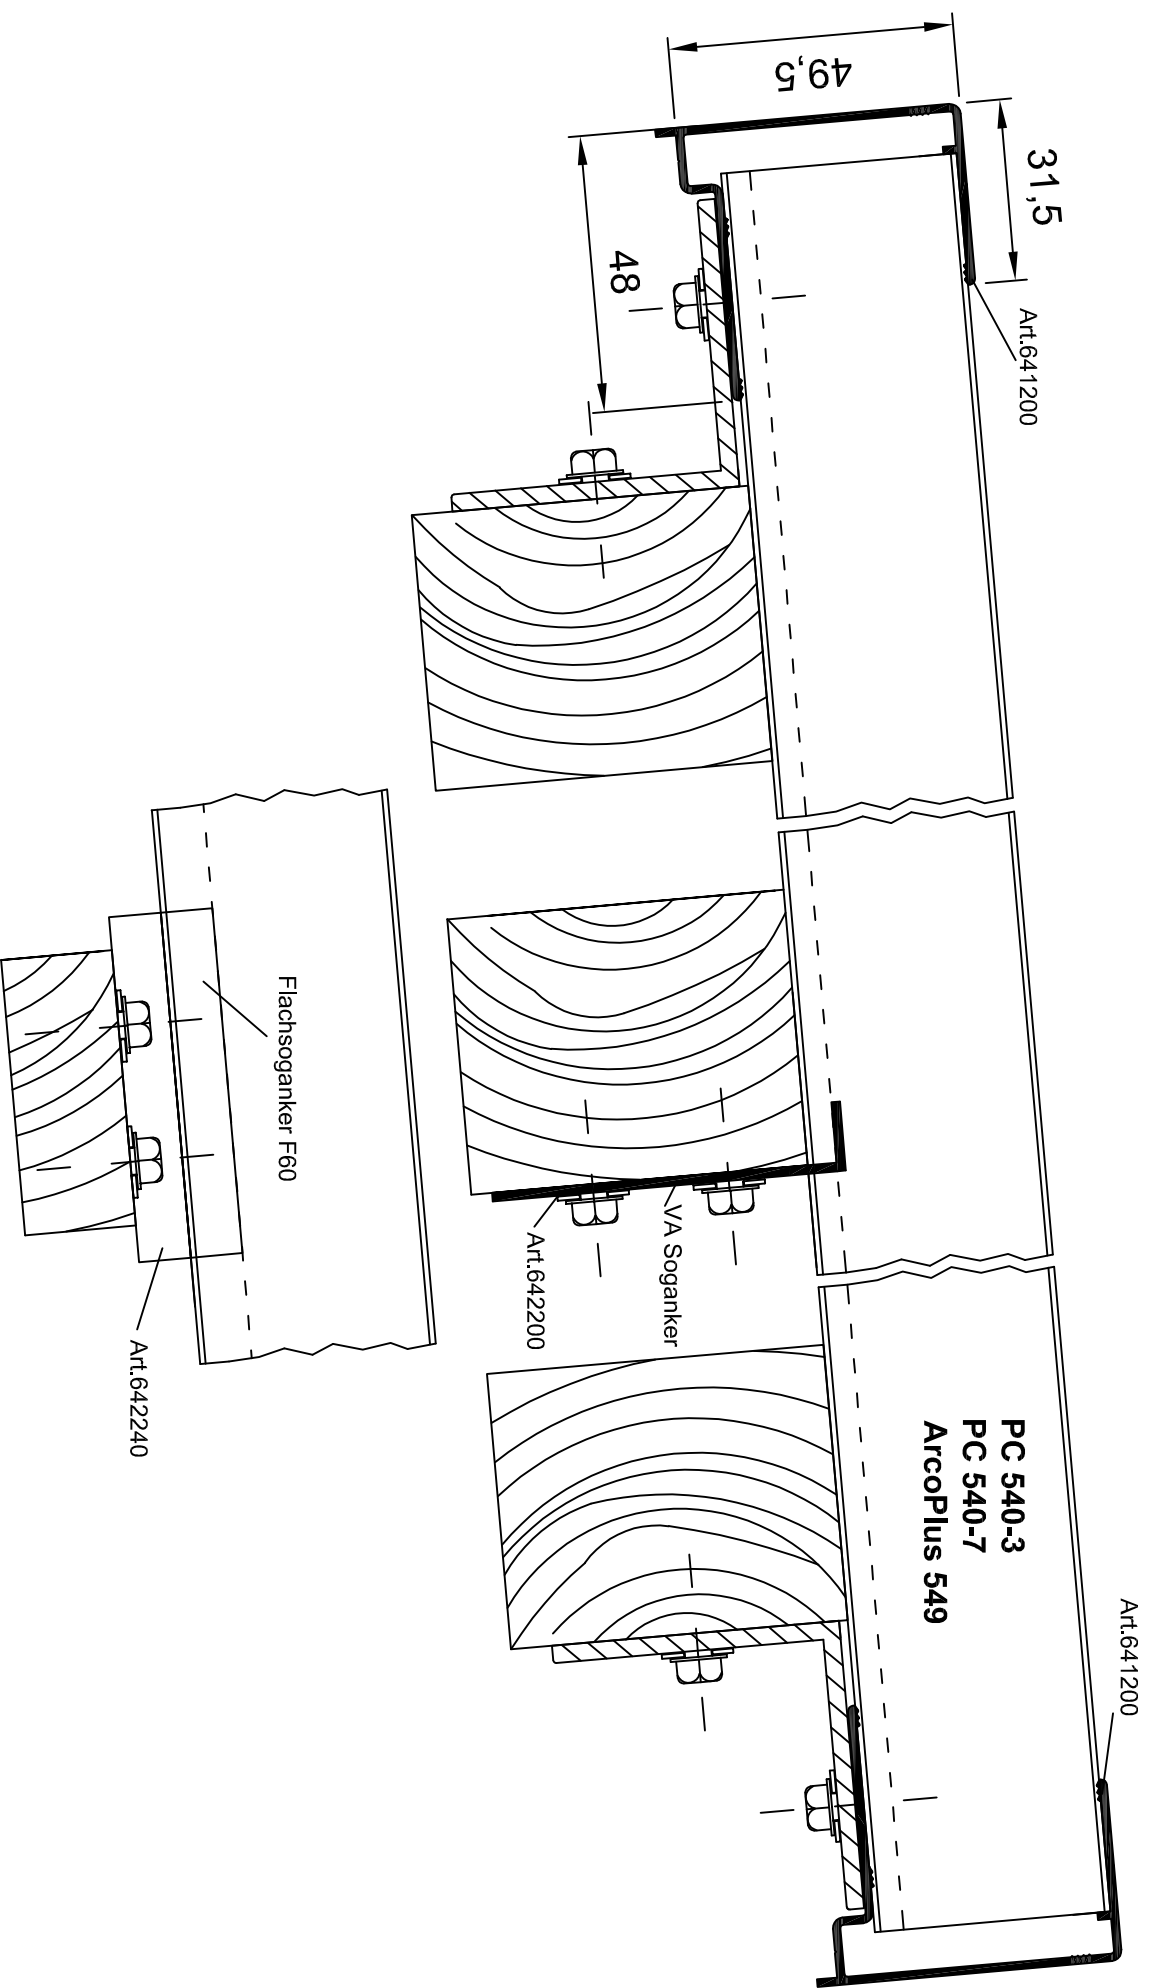 49,5
31,5
48
Art.641200
Art.641200
PC 540-3
PC 540-7
ArcoPlus 549
VA Soganker
Art.642200
Flachsoganker F60
Art.642240